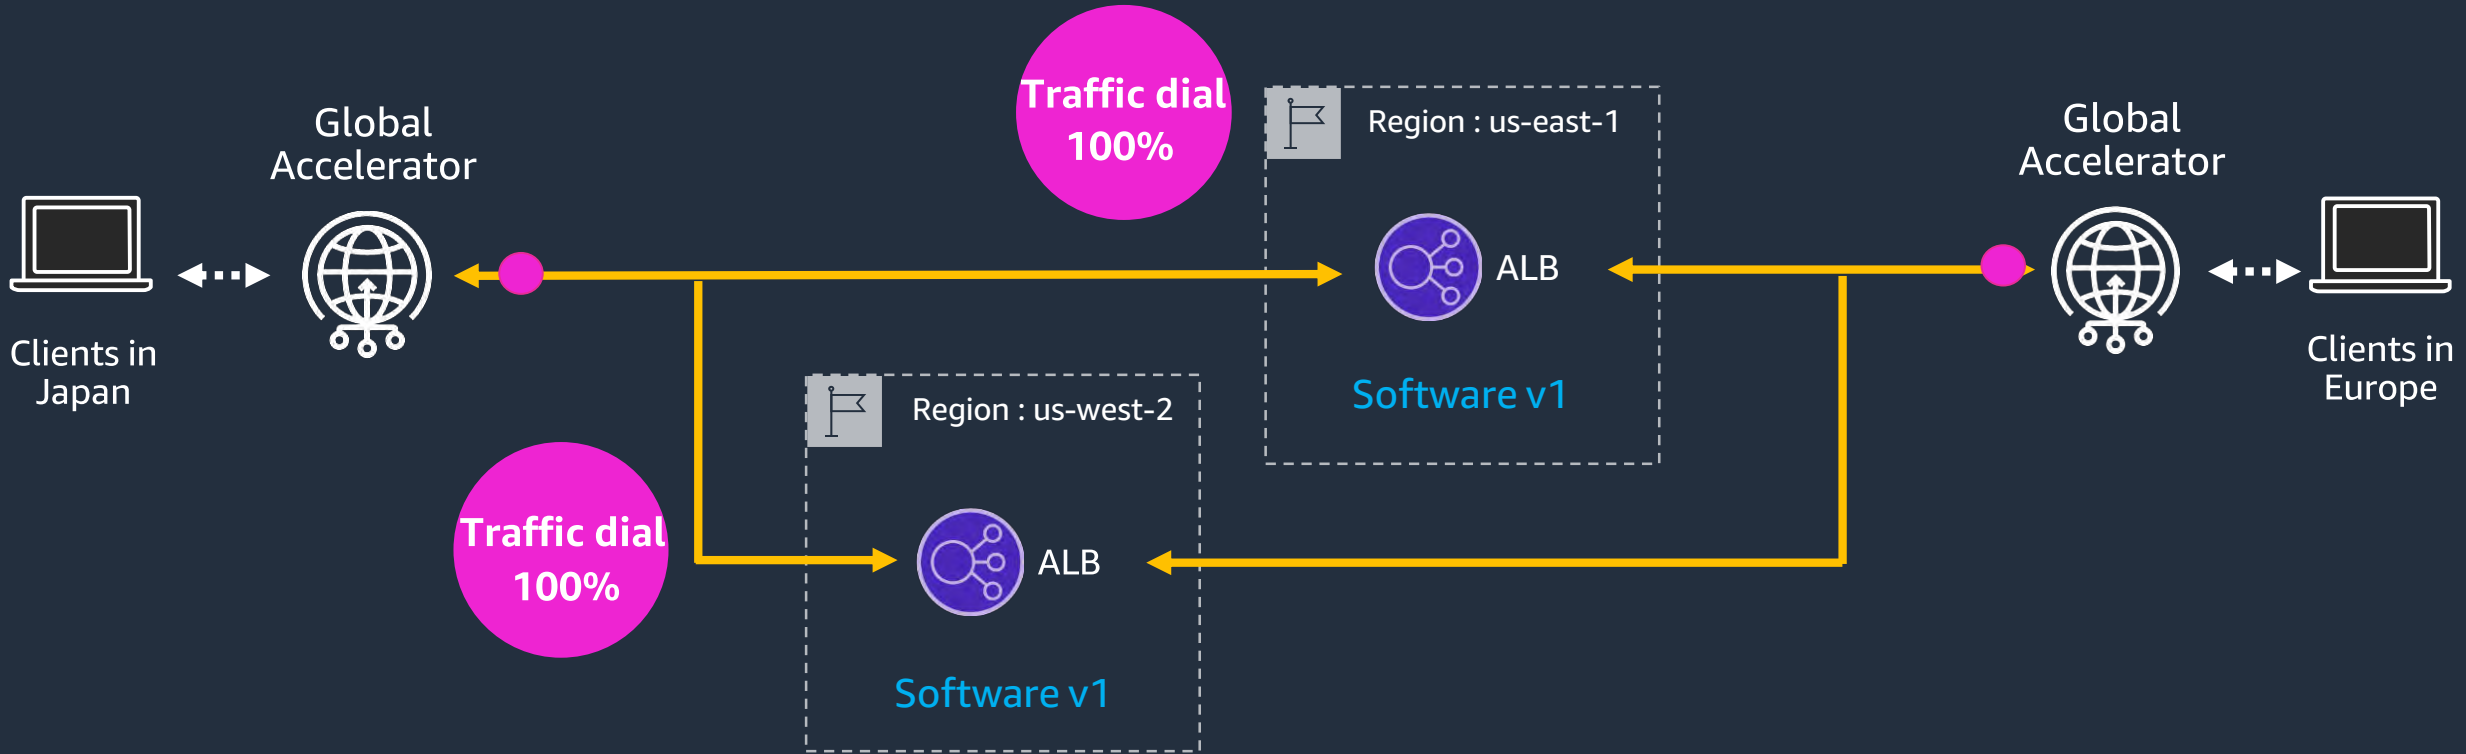 Global
Accelerator
Clients in
Japan
Traffic dial
100%
Region : us-east-1
ALB
Software v1
Traffic dial
100%
Region : us-west-2
ALB
Software v1
Global
Accelerator
Clients in
Europe